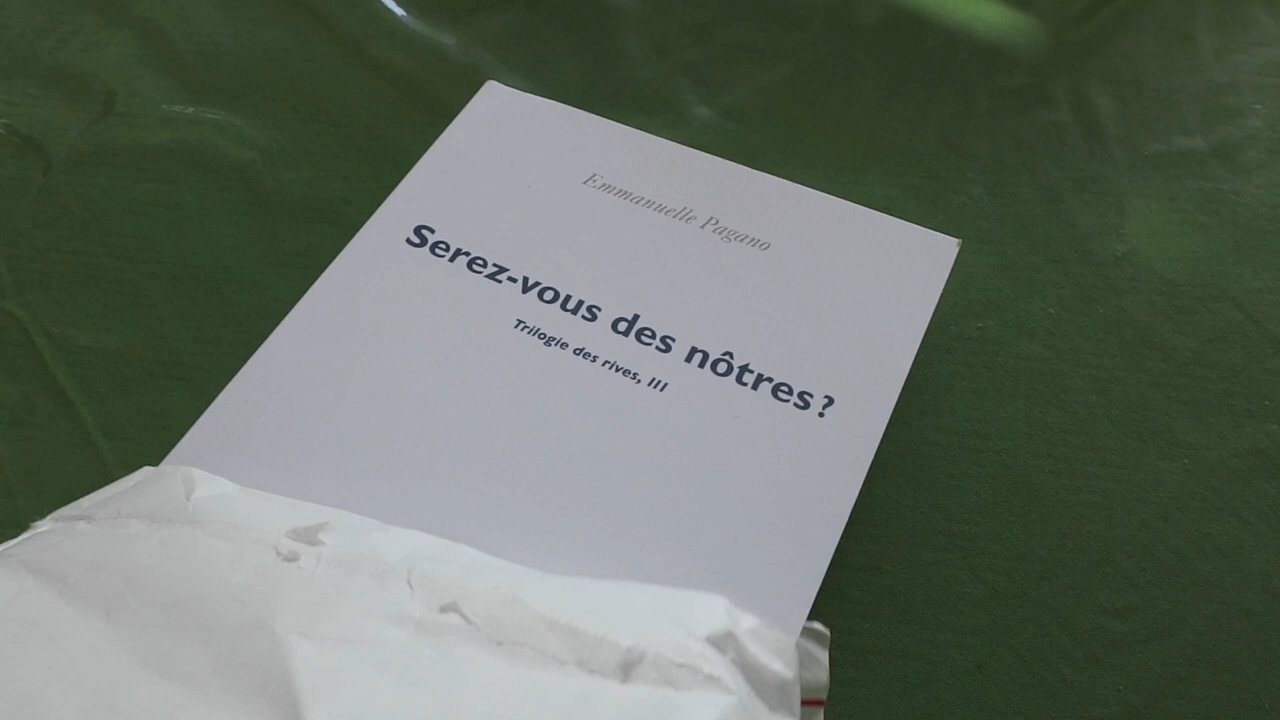 Emmanuelle Pagano
Serez-vous des nôtres ?
Trilogie des rives, III